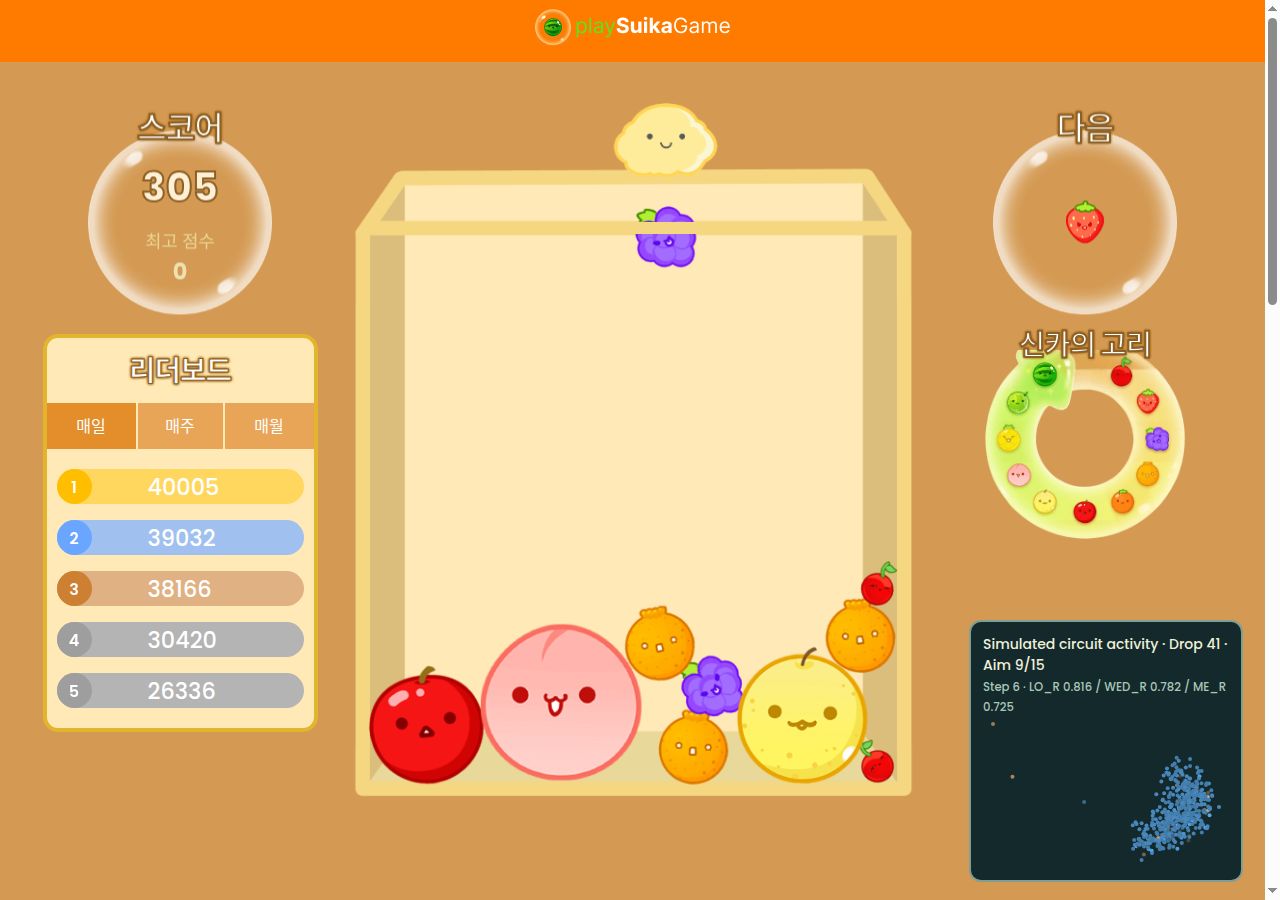 playSuikaGame
스코어
305
최고 점수
0
리더보드
매일 매주 매월
1 40005
2 39032
3 38166
4 30420
5 26336
다음
신카의 고리
Simulated circuit activity · Drop 41 ·
Aim 9/15
Step 6 · LO_R 0.816 / WED_R 0.782 / ME_R
0.725